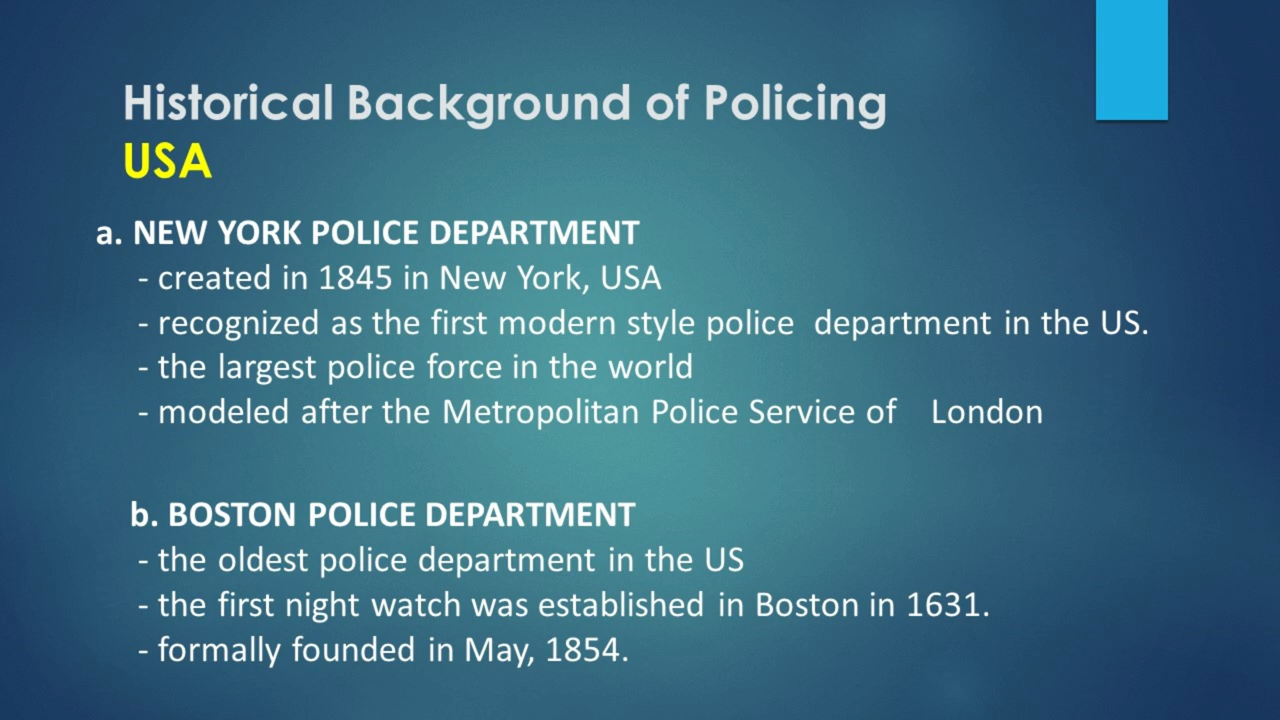 Historical Background of Policing
USA
a. NEW YORK POLICE DEPARTMENT
- created in 1845 in New York, USA
- recognized as the first modern style police  department in the US.
- the largest police force in the world
- modeled after the Metropolitan Police Service of    London
b. BOSTON POLICE DEPARTMENT
- the oldest police department in the US
- the first night watch was established in Boston in 1631.
- formally founded in May, 1854.